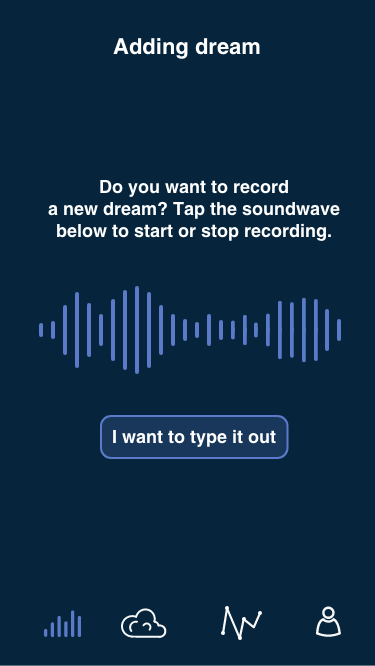 Adding dream
Do you want to record
a new dream? Tap the soundwave
below to start or stop recording.
I want to type it out